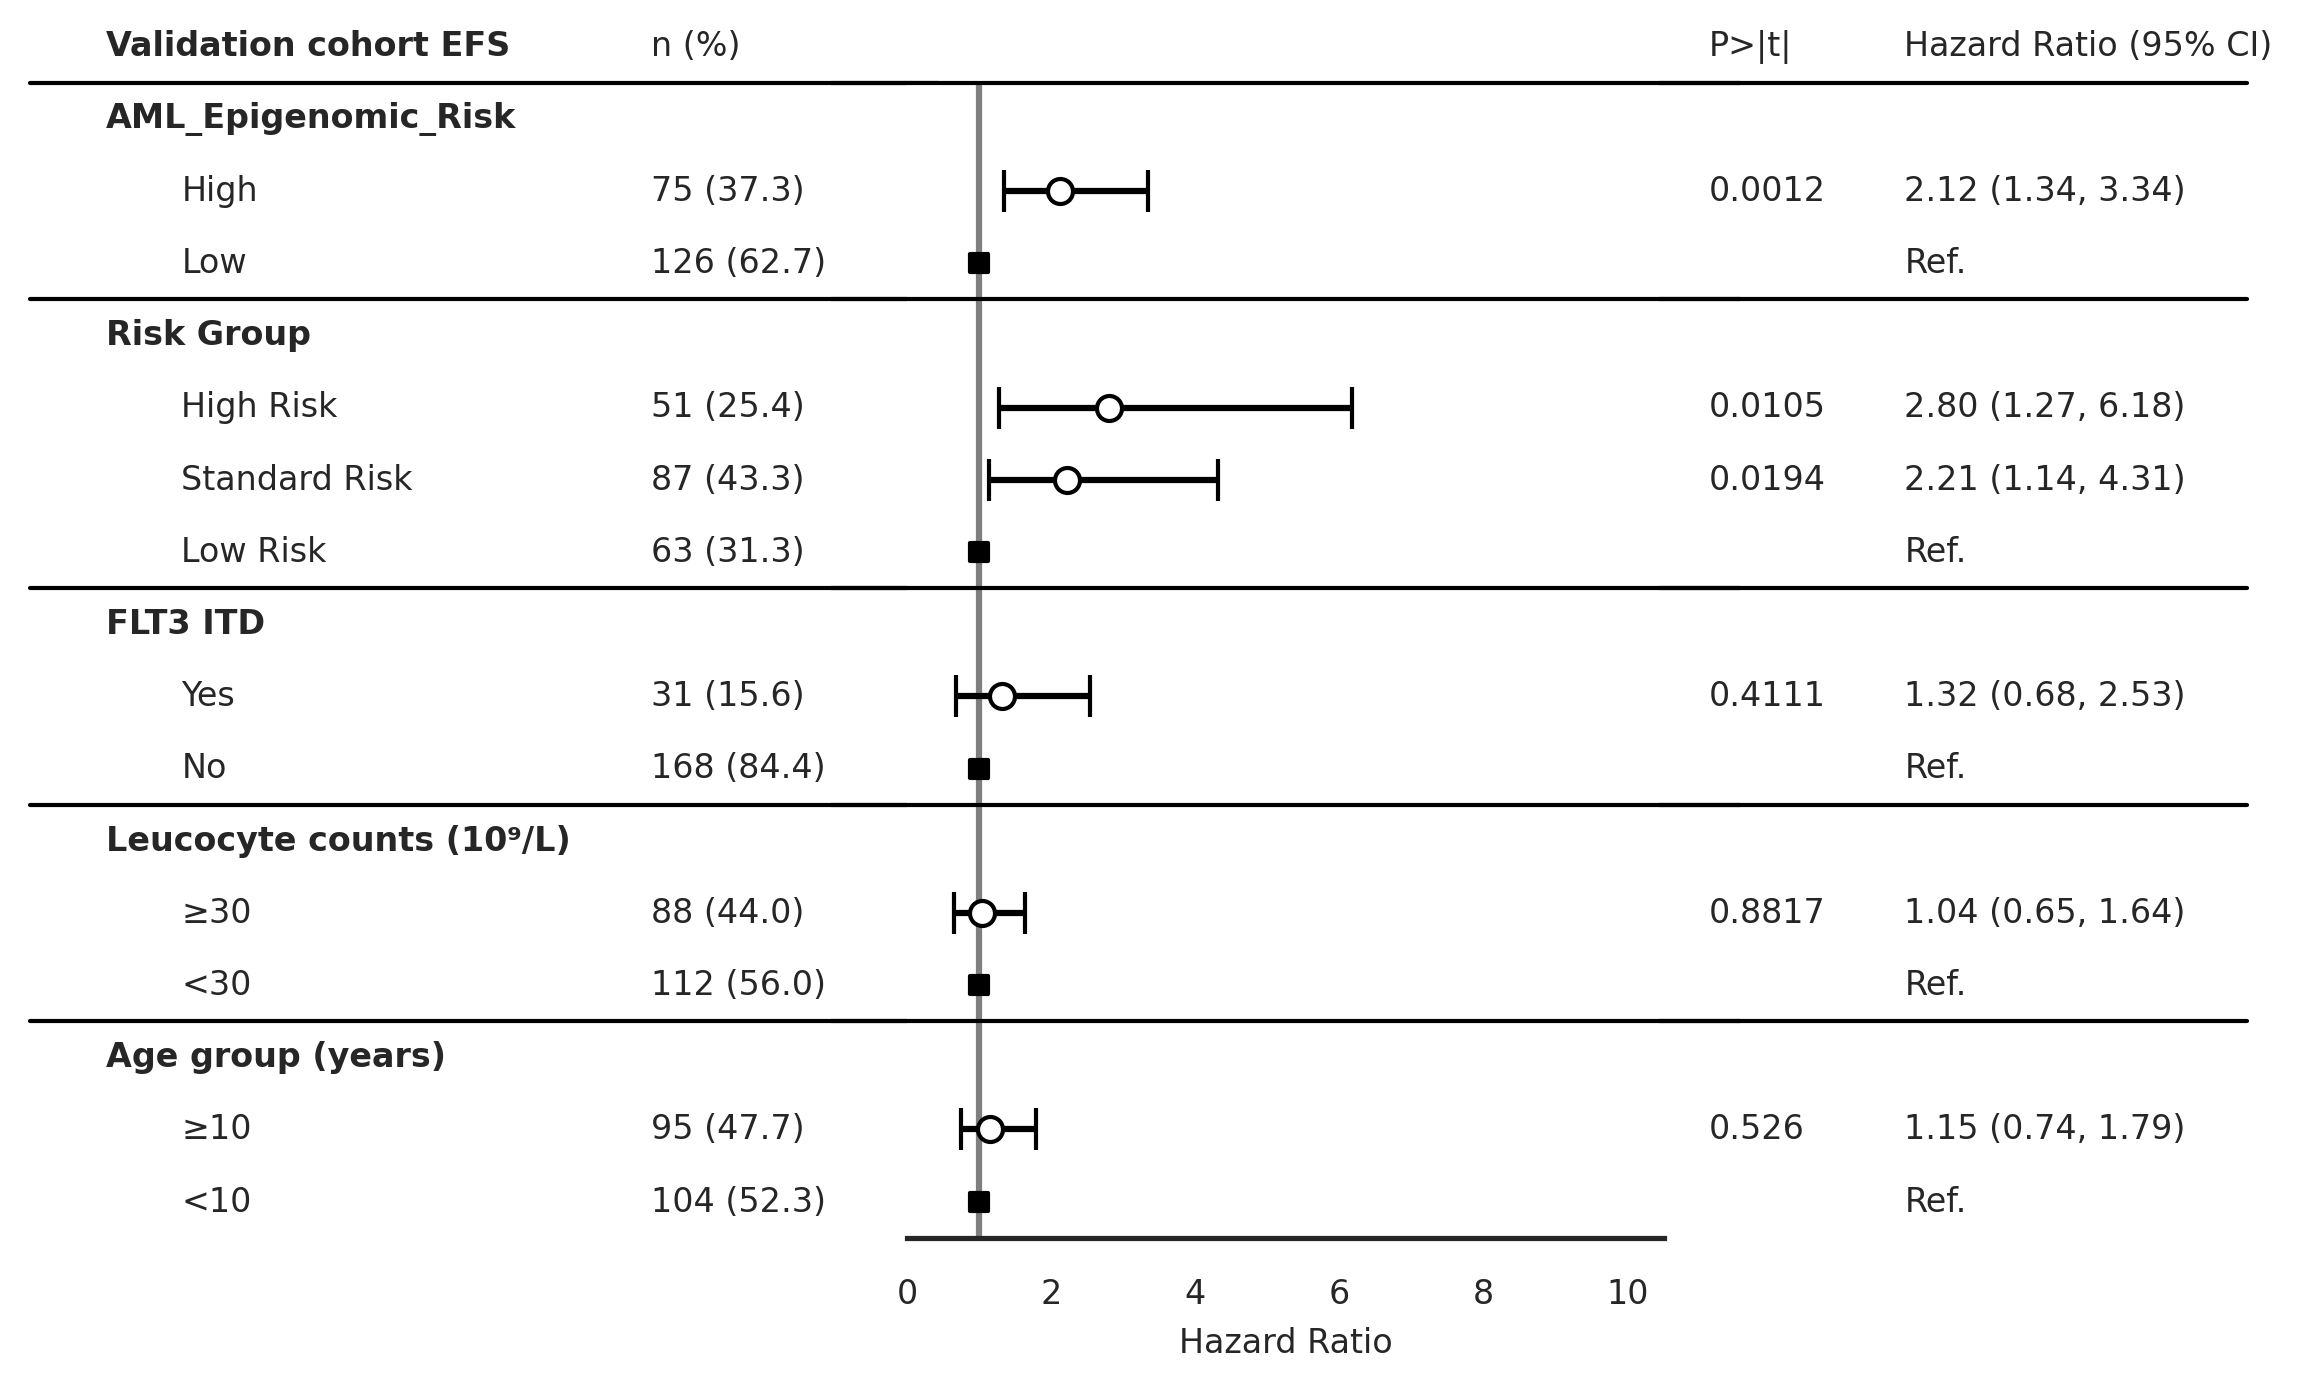 Validation cohort EFS n (%) P>|t| Hazard Ratio (95% CI)
AML_Epigenomic_Risk
High 75 (37.3) 0.0012 2.12 (1.34, 3.34)
Low 126 (62.7) Ref.
Risk Group
High Risk 51 (25.4) 0.0105 2.80 (1.27, 6.18)
Standard Risk 87 (43.3) 0.0194 2.21 (1.14, 4.31)
Low Risk 63 (31.3) Ref.
FLT3 ITD
Yes 31 (15.6) 0.4111 1.32 (0.68, 2.53)
No 168 (84.4) Ref.
Leucocyte counts (10⁹/L)
≥30 88 (44.0) 0.8817 1.04 (0.65, 1.64)
<30 112 (56.0) Ref.
Age group (years)
≥10 95 (47.7) 0.526 1.15 (0.74, 1.79)
<10 104 (52.3) Ref.
0 2 4 6 8 10
Hazard Ratio